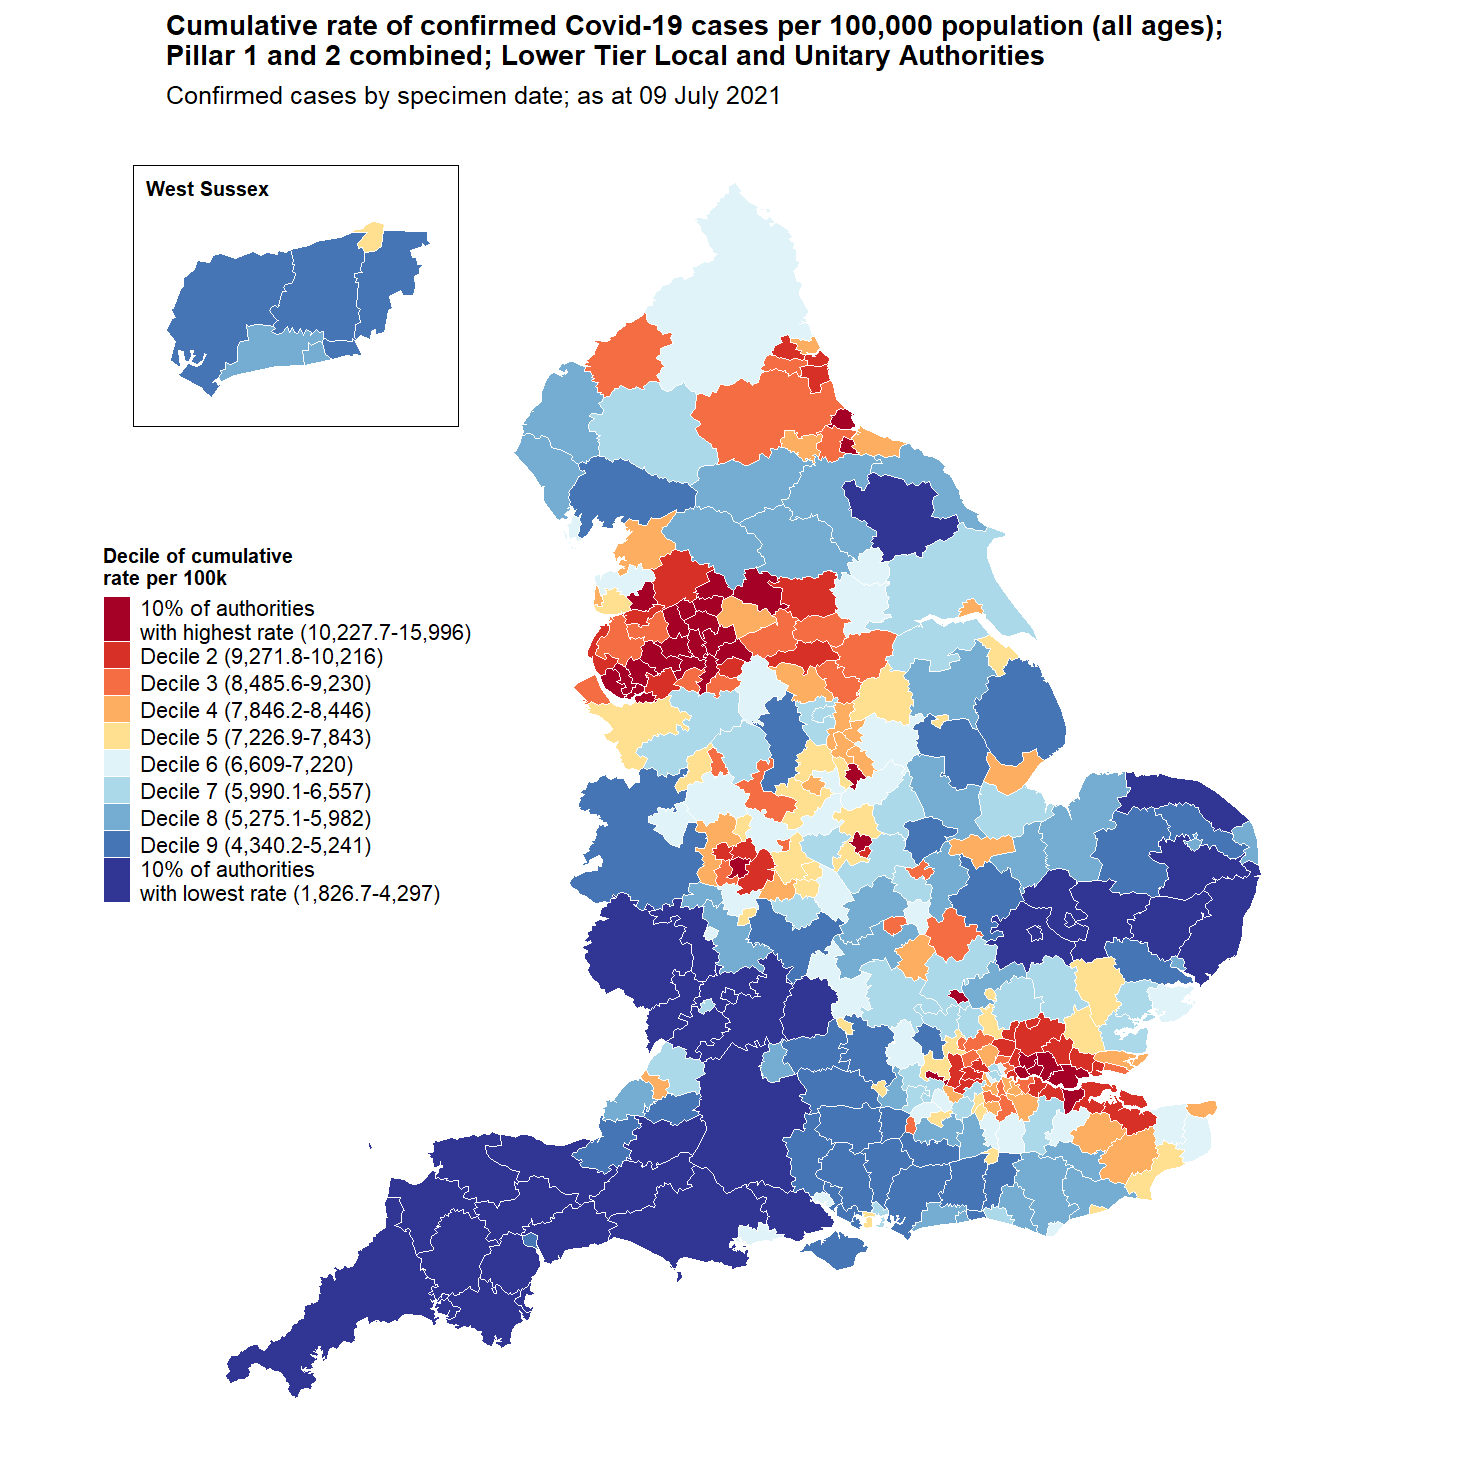 Cumulative rate of confirmed Covid-19 cases per 100,000 population (all ages);
Pillar 1 and 2 combined; Lower Tier Local and Unitary Authorities
Confirmed cases by specimen date; as at 09 July 2021
West Sussex
Decile of cumulative
rate per 100k
10% of authorities
with highest rate (10,227.7-15,996)
Decile 2 (9,271.8-10,216)
Decile 3 (8,485.6-9,230)
Decile 4 (7,846.2-8,446)
Decile 5 (7,226.9-7,843)
Decile 6 (6,609-7,220)
Decile 7 (5,990.1-6,557)
Decile 8 (5,275.1-5,982)
Decile 9 (4,340.2-5,241)
10% of authorities
with lowest rate (1,826.7-4,297)